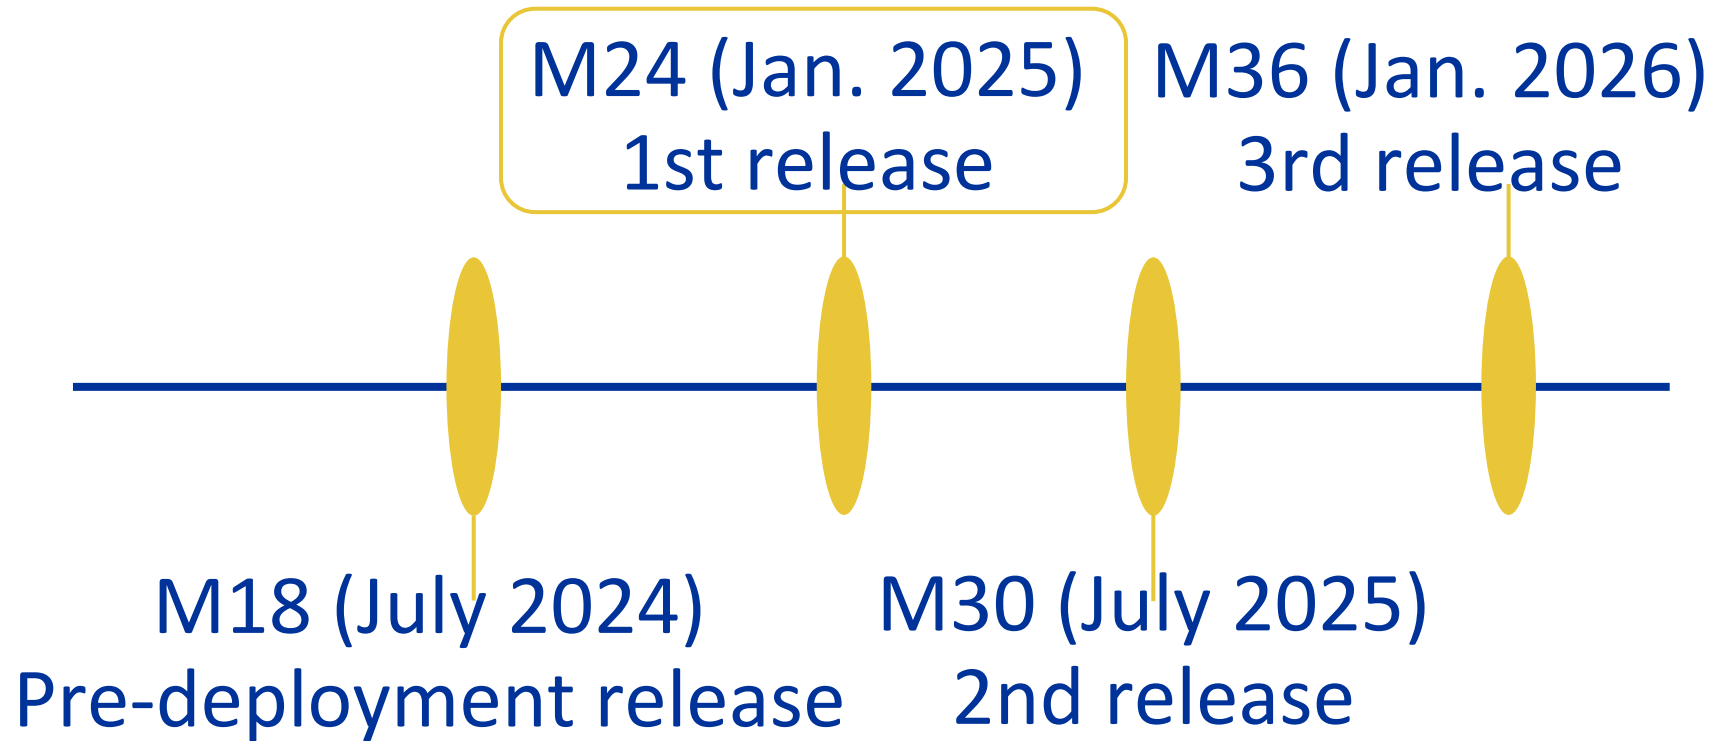 M24 (Jan. 2025)
1st release
M36 (Jan. 2026)
3rd release
M18 (July 2024)
Pre-deployment release
M30 (July 2025)
2nd release